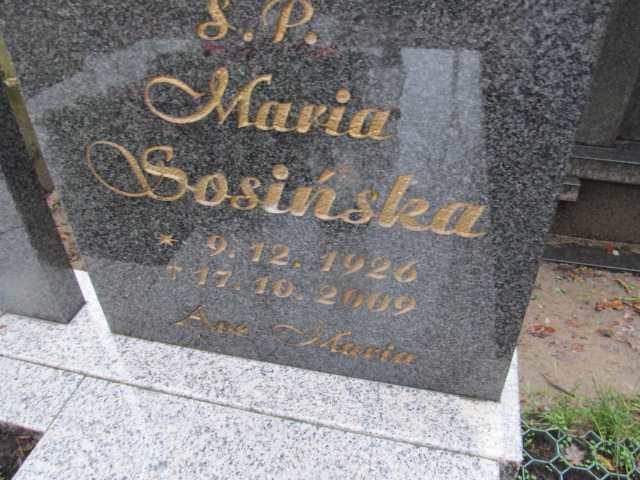 Ś. P.
Maria
Sosińska
* 9. 12. 1926
† 17. 10. 2009
Ave Maria